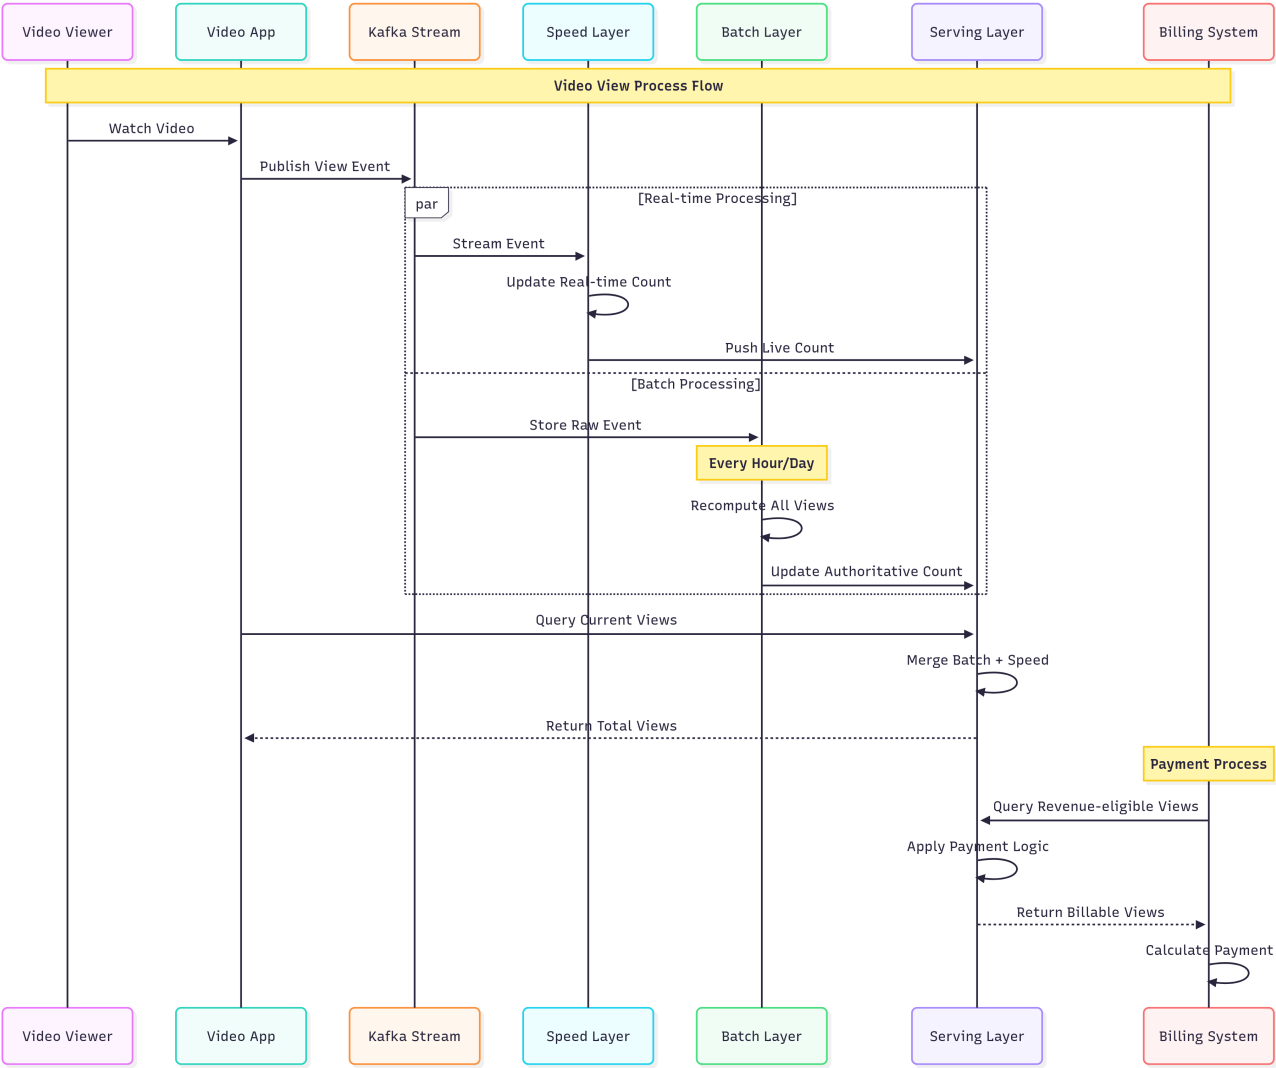 Video Viewer
Video App
Kafka Stream
Speed Layer
Batch Layer
Serving Layer
Billing System
Video View Process Flow
Watch Video
Publish View Event
par
[Real-time Processing]
Stream Event
Update Real-time Count
Push Live Count
[Batch Processing]
Store Raw Event
Every Hour/Day
Recompute All Views
Update Authoritative Count
Query Current Views
Merge Batch + Speed
Return Total Views
Payment Process
Query Revenue-eligible Views
Apply Payment Logic
Return Billable Views
Calculate Payment
Video Viewer
Video App
Kafka Stream
Speed Layer
Batch Layer
Serving Layer
Billing System